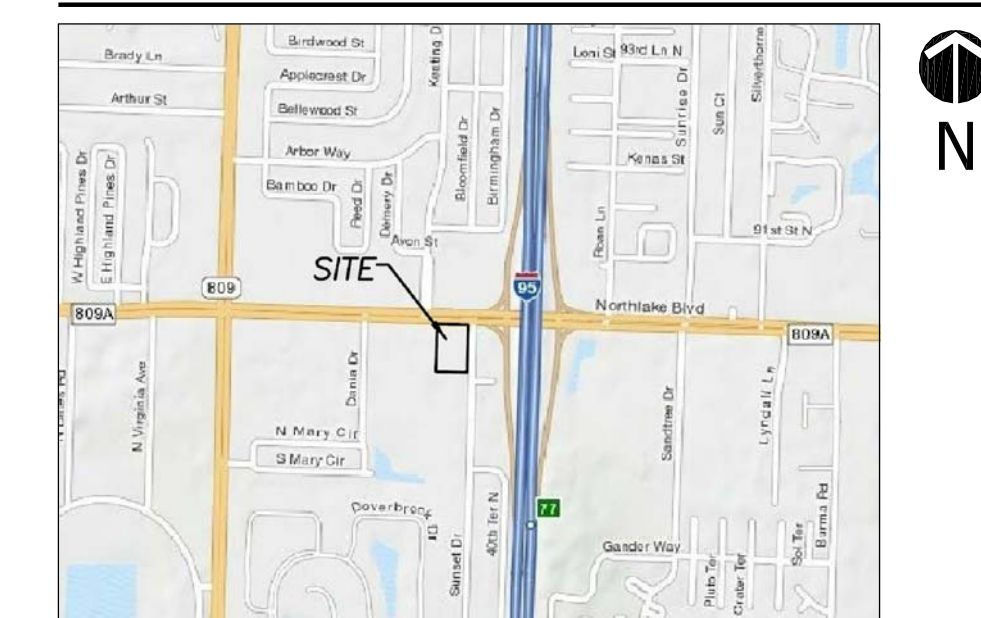 Birdwood St
Keating D
Loni St
93rd Ln N
Silverthorne
Brady Ln
Applecrest Dr
Sunrise Dr
Sun Ct
Arthur St
Bellewood St
Bloomfield Dr
Birmingham Dr
N
Arbor Way
Kenas St
W Highland Pines Dr
E Highland Pines Dr
Bamboo Dr
Reed Dr
Damery Dr
Roan Ln
91st St N
Avon St
SITE
809
95
Northlake Blvd
809A
809A
Dania Dr
N Virginia Ave
Sandtree Dr
Lyndall Ln
N Mary Cir
S Mary Cir
77
Sunset Dr
40th Ter N
Burma Rd
Gander Way
Pluto Ter
Crater Ter
Sol Ter